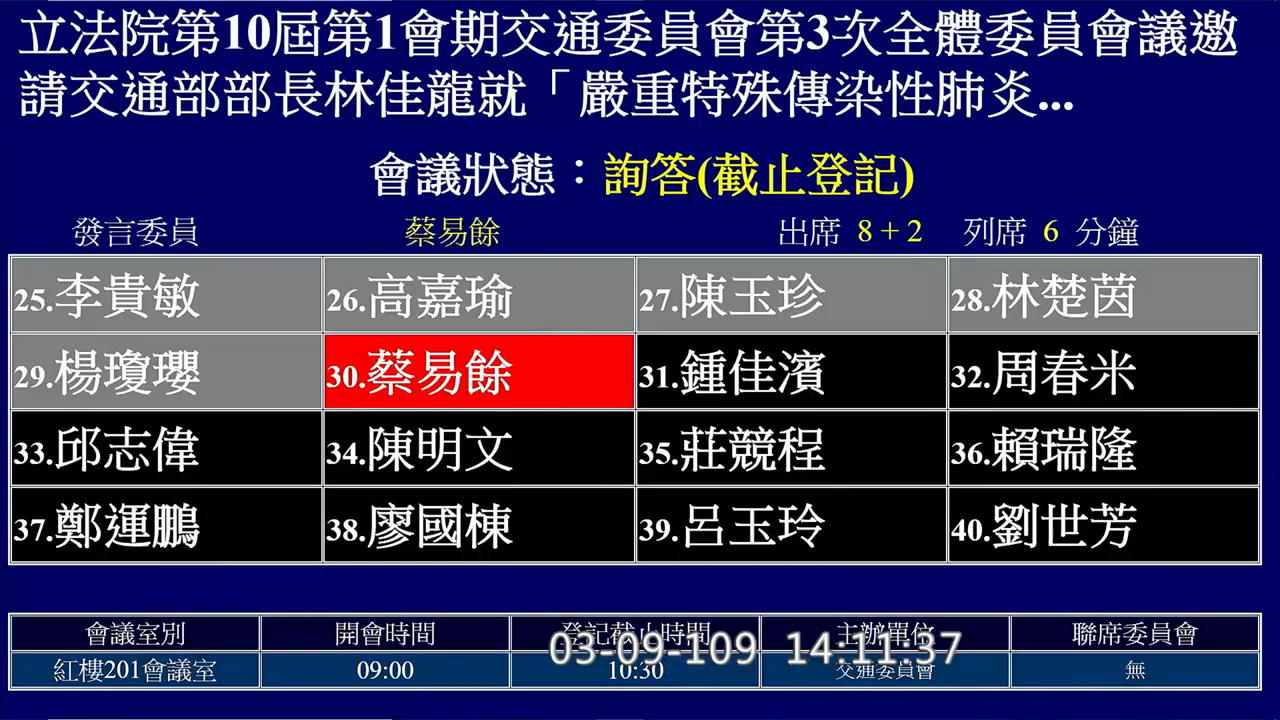 立法院第10屆第1會期交通委員會第3次全體委員會議邀
請交通部部長林佳龍就「嚴重特殊傳染性肺炎...
會議狀態：詢答(截止登記)
發言委員 蔡易餘 出席 8 + 2 列席 6 分鐘
25.李貴敏 26.高嘉瑜 27.陳玉珍 28.林楚茵
29.楊瓊瓔 30.蔡易餘 31.鍾佳濱 32.周春米
33.邱志偉 34.陳明文 35.莊競程 36.賴瑞隆
37.鄭運鵬 38.廖國棟 39.呂玉玲 40.劉世芳
會議室別 開會時間 登記截止時間 主辦單位 聯席委員會
03-09-109 14:11:37
紅樓201會議室 09:00 10:30 交通委員會 無